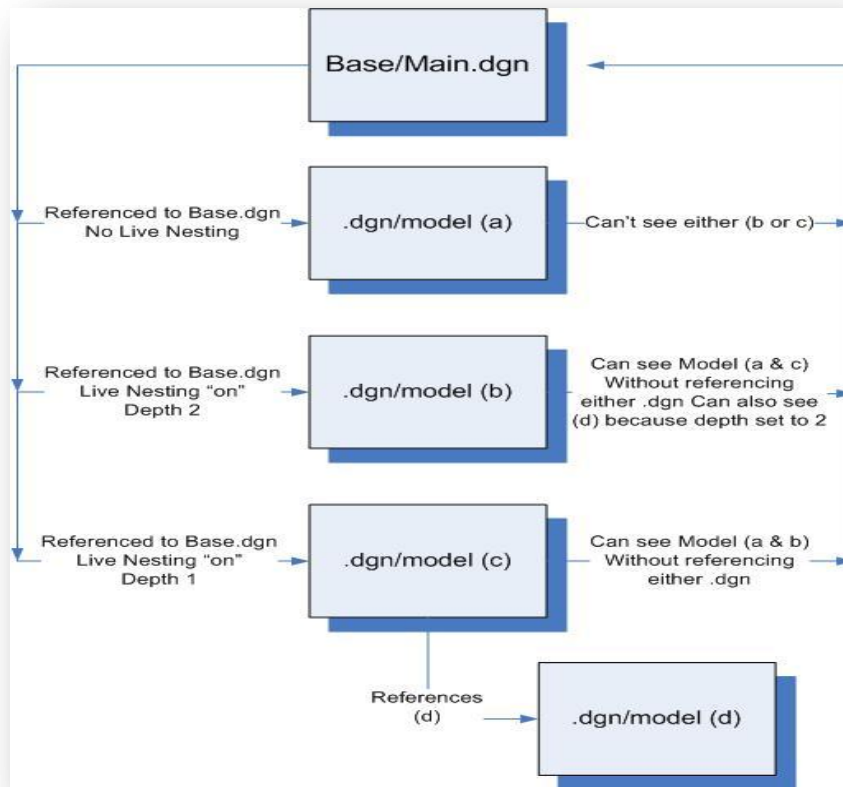 Base/Main.dgn
Referenced to Base.dgn
No Live Nesting
.dgn/model (a)
Can't see either (b or c)
Referenced to Base.dgn
Live Nesting “on”
Depth 2
.dgn/model (b)
Can see Model (a & c)
Without referencing
either .dgn Can also see
(d) because depth set to 2
Referenced to Base.dgn
Live Nesting “on”
Depth 1
.dgn/model (c)
Can see Model (a & b)
Without referencing
either .dgn
References
(d)
.dgn/model (d)